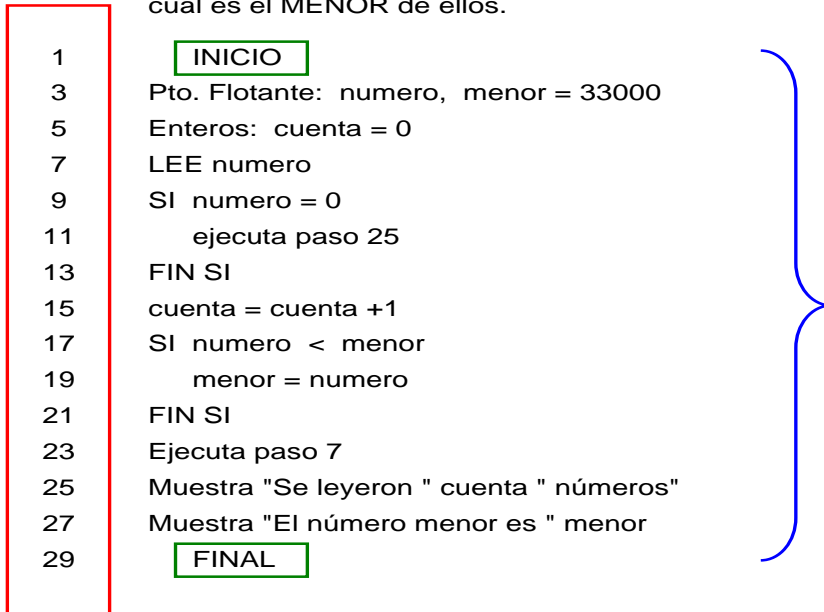 cuál es el MENOR de ellos.
1 INICIO
3 Pto. Flotante: numero, menor = 33000
5 Enteros: cuenta = 0
7 LEE numero
9 SI numero = 0
11 ejecuta paso 25
13 FIN SI
15 cuenta = cuenta +1
17 SI numero < menor
19 menor = numero
21 FIN SI
23 Ejecuta paso 7
25 Muestra "Se leyeron " cuenta " números"
27 Muestra "El número menor es " menor
29 FINAL